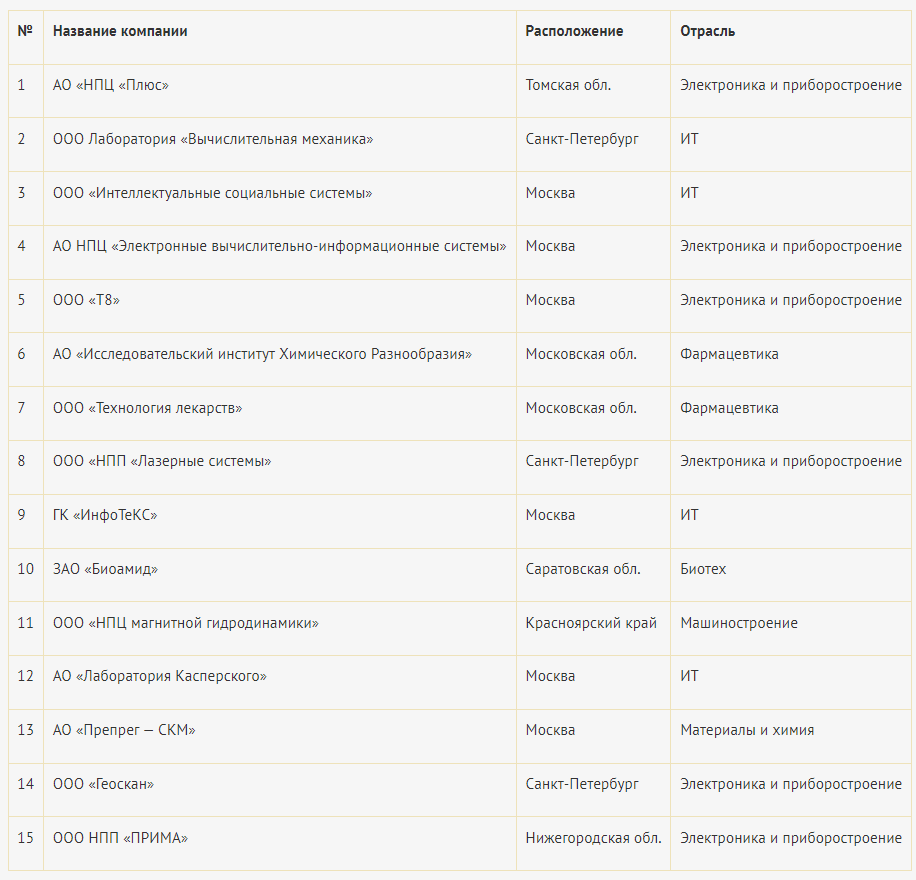 № Название компании Расположение Отрасль
1 АО «НПЦ «Плюс» Томская обл. Электроника и приборостроение
2 ООО Лаборатория «Вычислительная механика» Санкт-Петербург ИТ
3 ООО «Интеллектуальные социальные системы» Москва ИТ
4 АО НПЦ «Электронные вычислительно-информационные системы» Москва Электроника и приборостроение
5 ООО «Т8» Москва Электроника и приборостроение
6 АО «Исследовательский институт Химического Разнообразия» Московская обл. Фармацевтика
7 ООО «Технология лекарств» Московская обл. Фармацевтика
8 ООО «НПП «Лазерные системы» Санкт-Петербург Электроника и приборостроение
9 ГК «ИнфоТеКС» Москва ИТ
10 ЗАО «Биоамид» Саратовская обл. Биотех
11 ООО «НПЦ магнитной гидродинамики» Красноярский край Машиностроение
12 АО «Лаборатория Касперского» Москва ИТ
13 АО «Препрег — СКМ» Москва Материалы и химия
14 ООО «Геоскан» Санкт-Петербург Электроника и приборостроение
15 ООО НПП «ПРИМА» Нижегородская обл. Электроника и приборостроение